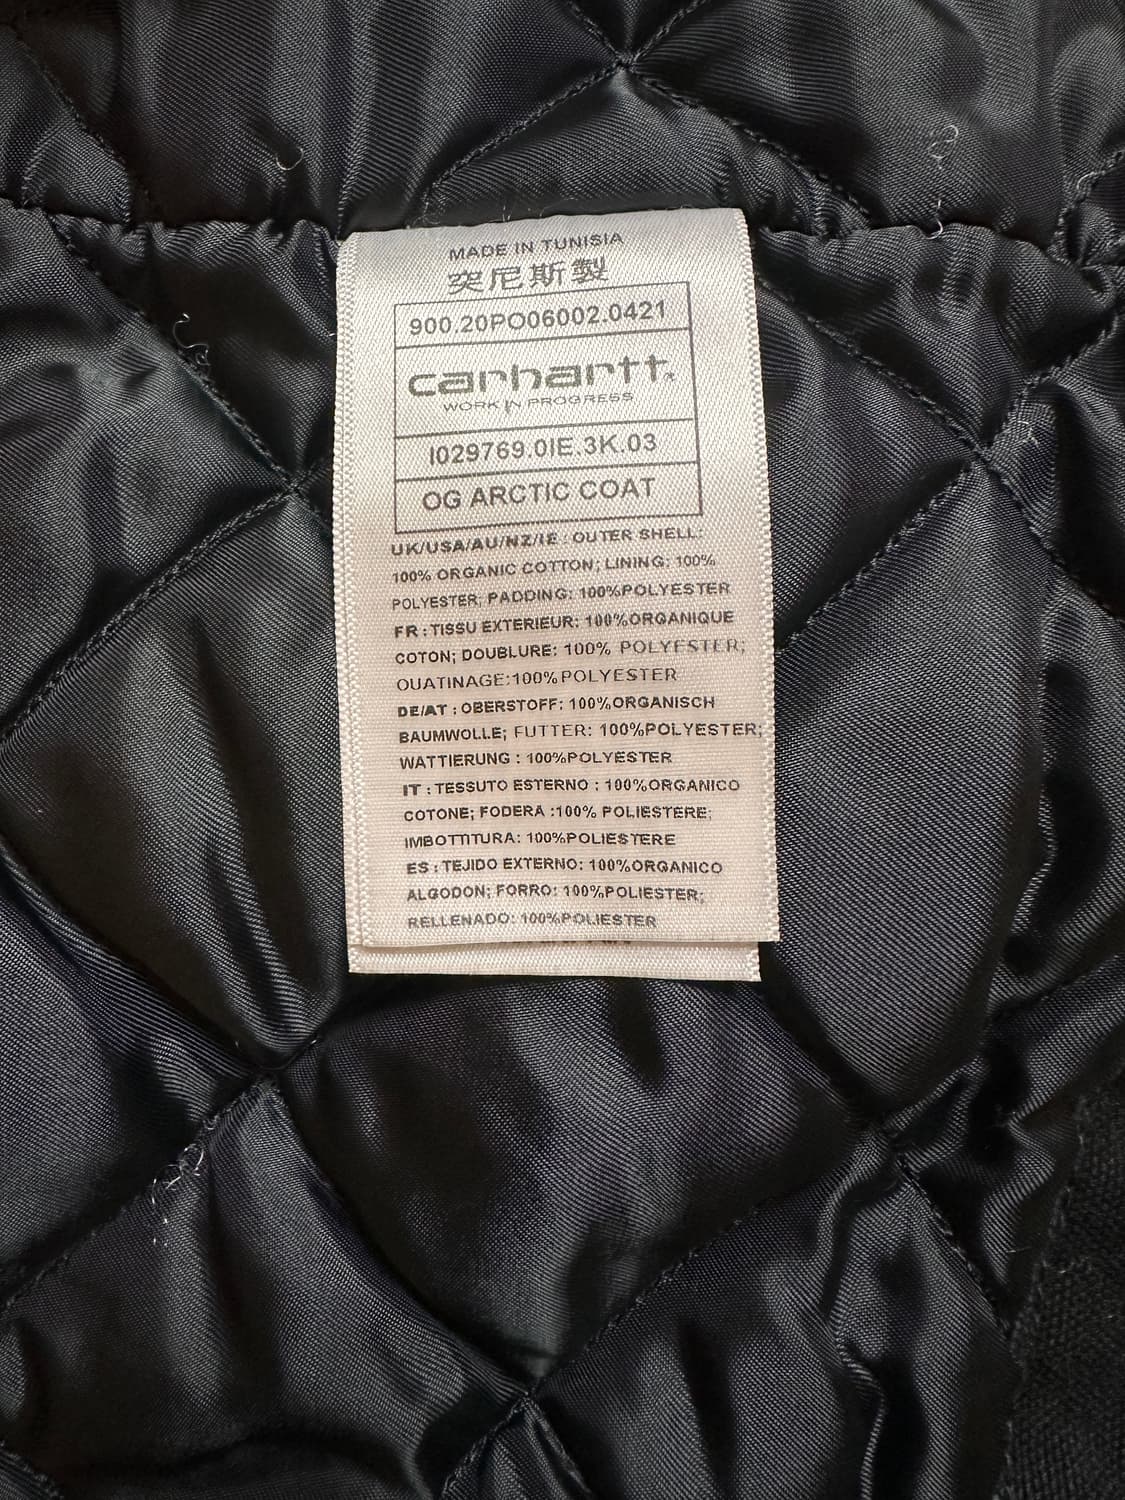 MADE IN TUNISIA
突尼斯製
900.20PO06002.0421
carhartt®
WORK IN PROGRESS
I029769.0IE.3K.03
OG ARCTIC COAT
UK/USA/AU/NZ/IE : OUTER SHELL:
100% ORGANIC COTTON; LINING: 100%
POLYESTER; PADDING: 100%POLYESTER
FR : TISSU EXTERIEUR: 100%ORGANIQUE
COTON; DOUBLURE: 100% POLYESTER;
OUATINAGE:100%POLYESTER
DE/AT : OBERSTOFF: 100%ORGANISCH
BAUMWOLLE; FUTTER: 100%POLYESTER;
WATTIERUNG : 100%POLYESTER
IT : TESSUTO ESTERNO : 100%ORGANICO
COTONE; FODERA :100% POLIESTERE;
IMBOTTITURA: 100%POLIESTERE
ES : TEJIDO EXTERNO: 100%ORGANICO
ALGODON; FORRO: 100%POLIESTER;
RELLENADO: 100%POLIESTER